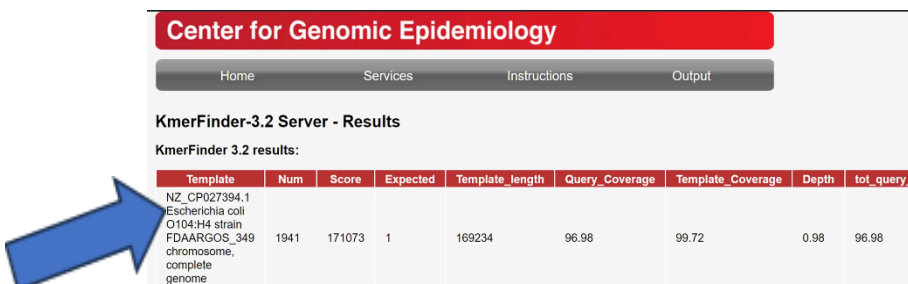 Center for Genomic Epidemiology
Home Services Instructions Output
KmerFinder-3.2 Server - Results
KmerFinder 3.2 results:
Template Num Score Expected Template_length Query_Coverage Template_Coverage Depth tot_query_
NZ_CP027394.1
Escherichia coli
O104:H4 strain
FDAARGOS_349 1941 171073 1 169234 96.98 99.72 0.98 96.98
chromosome,
complete
genome